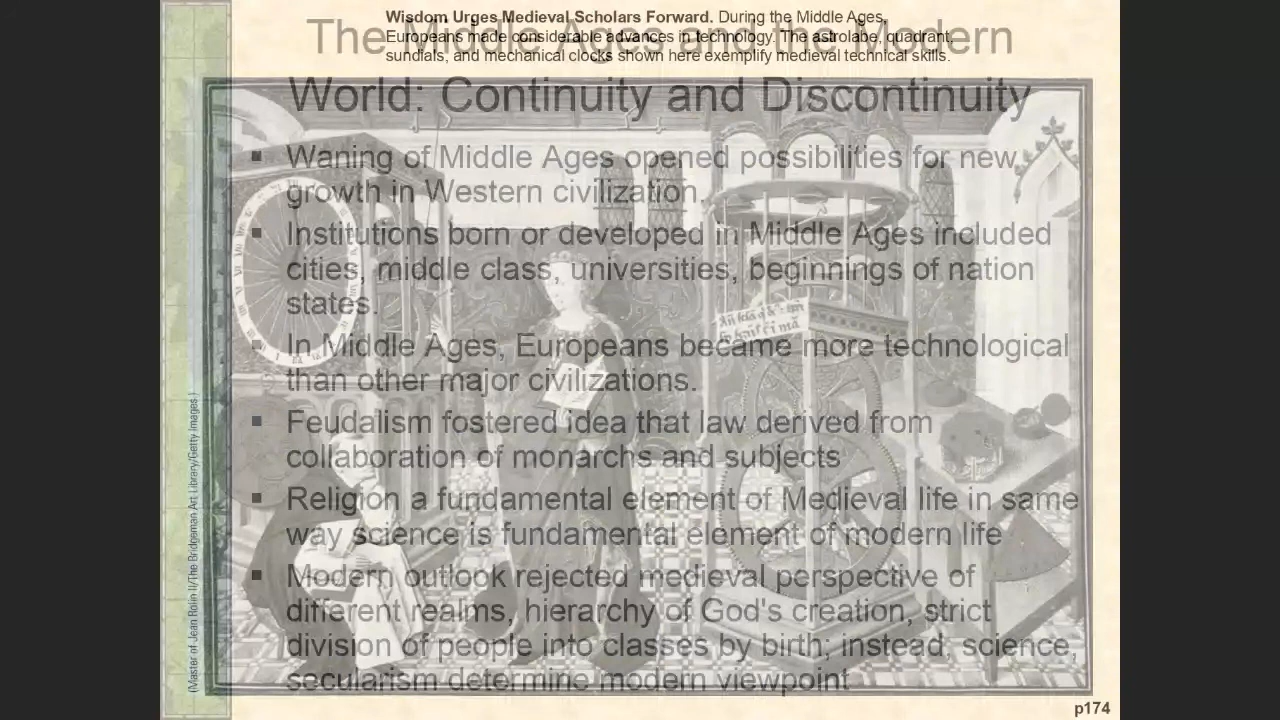 Wisdom Urges Medieval Scholars Forward. During the Middle Ages,
Europeans made considerable advances in technology. The astrolabe, quadrant,
sundials, and mechanical clocks shown here exemplify medieval technical skills.
The Middle Ages and the Modern
World: Continuity and Discontinuity
▪ Waning of Middle Ages opened possibilities for new
growth in Western civilization.
▪ Institutions born or developed in Middle Ages included
cities, middle class, universities, beginnings of nation
states.
▪ In Middle Ages, Europeans became more technological
than other major civilizations.
▪ Feudalism fostered idea that law derived from
collaboration of monarchs and subjects
▪ Religion a fundamental element of Medieval life in same
way science is fundamental element of modern life
▪ Modern outlook rejected medieval perspective of
different realms, hierarchy of God's creation, strict
division of people into classes by birth; instead, science,
secularism determine modern viewpoint
(Master of Jean Rolin II/The Bridgeman Art Library/Getty Images.)
p174